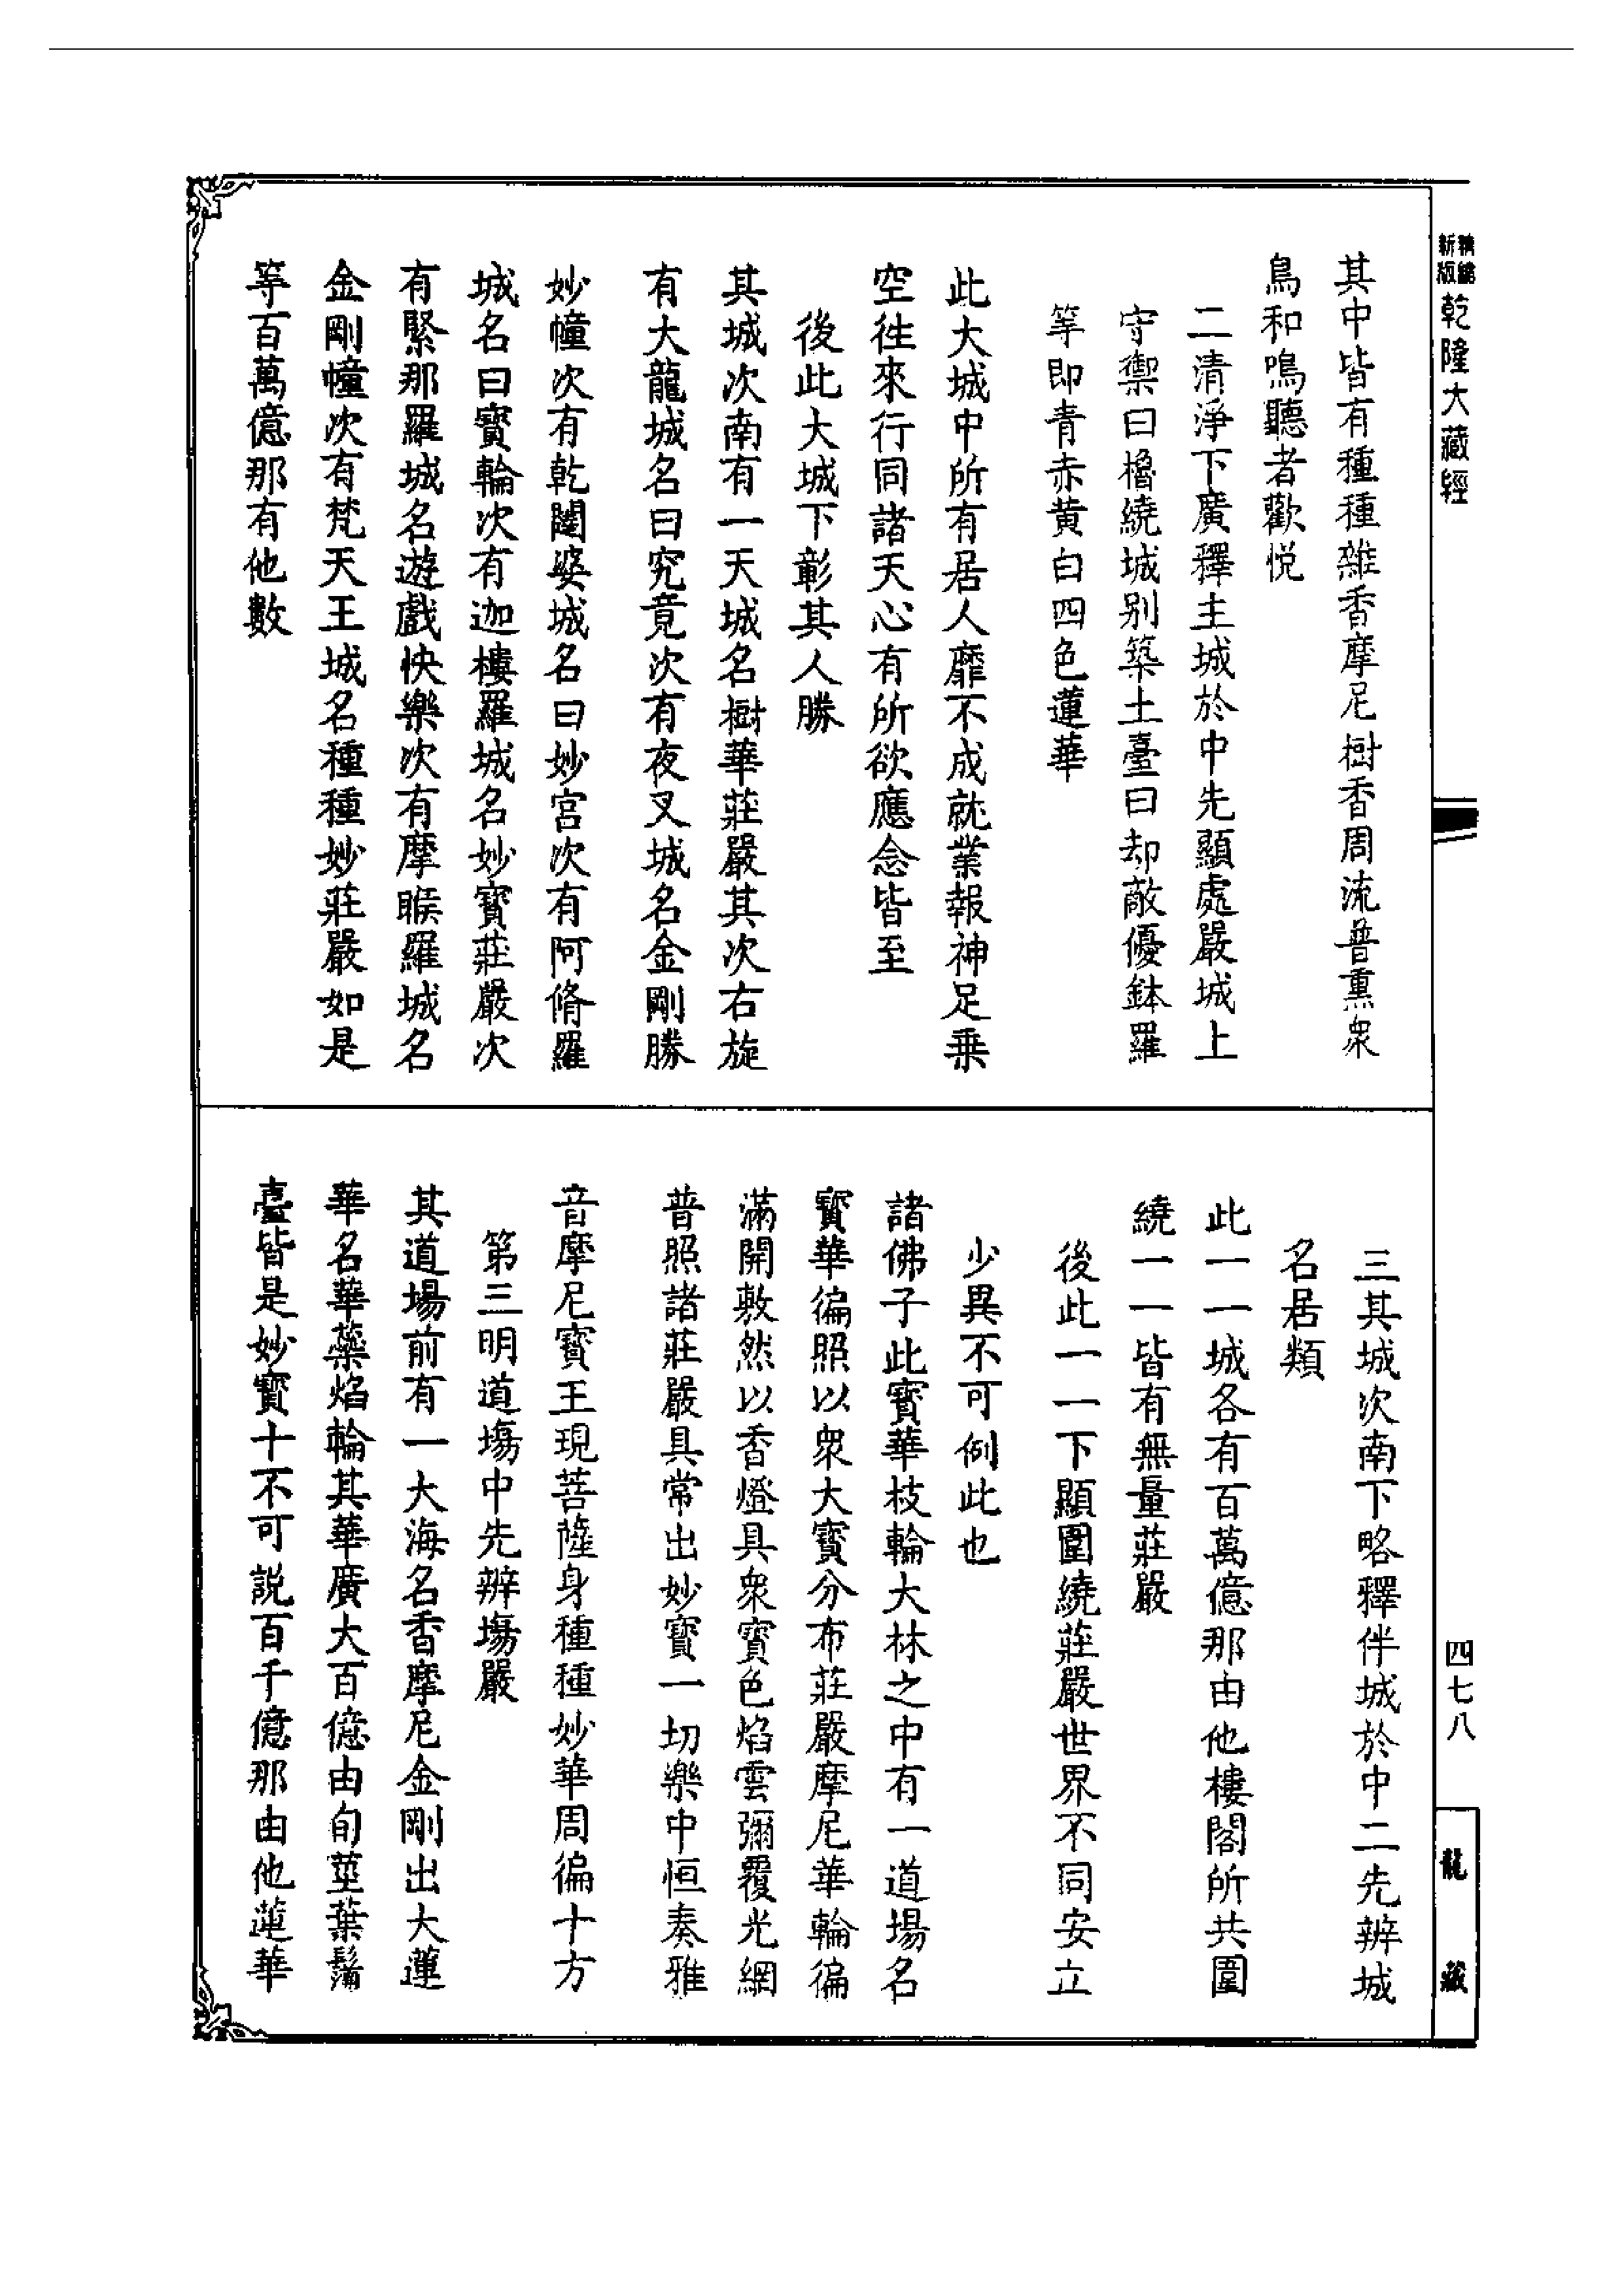 新版精縮乾隆大藏經
其中皆有種種雜香摩尼樹香周流普熏衆
鳥和鳴聽者歡悅
二清淨下廣釋主城於中先顯處嚴城上
守禦曰櫓繞城別築土臺曰却敵優鉢羅
等即青赤黄白四色蓮華
此大城中所有居人靡不成就業報神足乗
空徃來行同諸天心有所欲應念皆至
後此大城下彰其人勝
其城次南有一天城名樹華莊嚴其次右旋
有大龍城名曰究竟次有夜叉城名金剛勝
妙幢次有乾闥婆城名曰妙宮次有阿脩羅
城名曰寳輪次有迦樓羅城名妙寳莊嚴次
有緊那羅城名遊戲快樂次有摩睺羅城名
金剛幢次有梵天王城名種種妙莊嚴如是
等百萬億那有他數
三其城次南下略釋伴城於中二先辨城
名居類
此一一城各有百萬億那由他樓閣所共圍
繞一一皆有無量莊嚴
後此一一下顯圍繞莊嚴世界不同安立
少異不可例此也
諸佛子此寳華枝輪大林之中有一道場名
寳華徧照以衆大寳分布莊嚴摩尼華輪徧
滿開敷然以香燈具衆寳色焰雲彌覆光網
普照諸莊嚴具常出妙寳一切樂中恒奏雅
音摩尼寳王現菩薩身種種妙華周徧十方
第三明道塲中先辨塲嚴
其道場前有一大海名香摩尼金剛出大蓮
華名華蘂焰輪其華廣大百億由旬莖葉鬚
臺皆是妙寳十不可説百千億那由他蓮華
四七八
龍藏